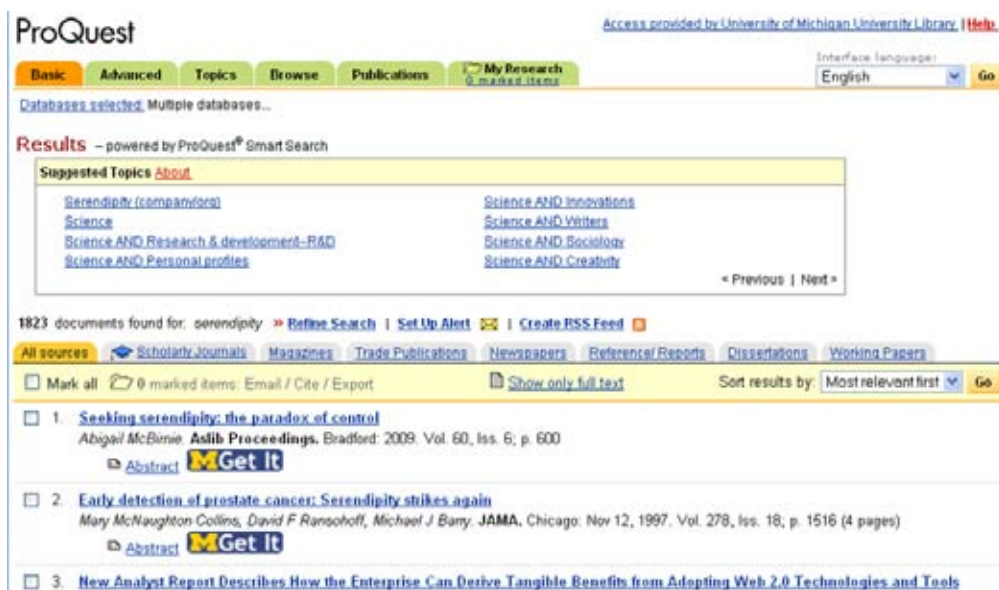 ProQuest
Access provided by University of Michigan University Library | Help
Basic Advanced Topics Browse Publications My Research 0 marked items
Interface language:
English Go
Databases selected: Multiple databases...
Results – powered by ProQuest® Smart Search
Suggested Topics About
Serendipity (company/org) Science AND Innovations
Science Science AND Writers
Science AND Research & development--R&D Science AND Sociology
Science AND Personal profiles Science AND Creativity
< Previous | Next >
1823 documents found for: serendipity » Refine Search | Set Up Alert | Create RSS Feed
All sources Scholarly Journals Magazines Trade Publications Newspapers Reference/Reports Dissertations Working Papers
Mark all 0 marked items: Email / Cite / Export Show only full text Sort results by: Most relevant first Go
1. Seeking serendipity: the paradox of control
Abigail McBirnie. Aslib Proceedings. Bradford: 2009. Vol. 60, Iss. 6; p. 600
Abstract MGet It
2. Early detection of prostate cancer: Serendipity strikes again
Mary McNaughton Collins, David F Ransohoff, Michael J Barry. JAMA. Chicago: Nov 12, 1997. Vol. 278, Iss. 18; p. 1516 (4 pages)
Abstract MGet It
3. New Analyst Report Describes How the Enterprise Can Derive Tangible Benefits from Adopting Web 2.0 Technologies and Tools